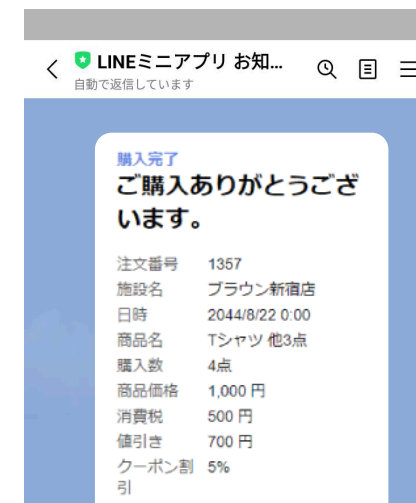 LINEミニアプリ お知...
自動で返信しています
購入完了
ご購入ありがとうござ
います。
注文番号 1357
施設名 ブラウン新宿店
日時 2044/8/22 0:00
商品名 Tシャツ 他3点
購入数 4点
商品価格 1,000 円
消費税 500 円
値引き 700 円
クーポン割 5%
引